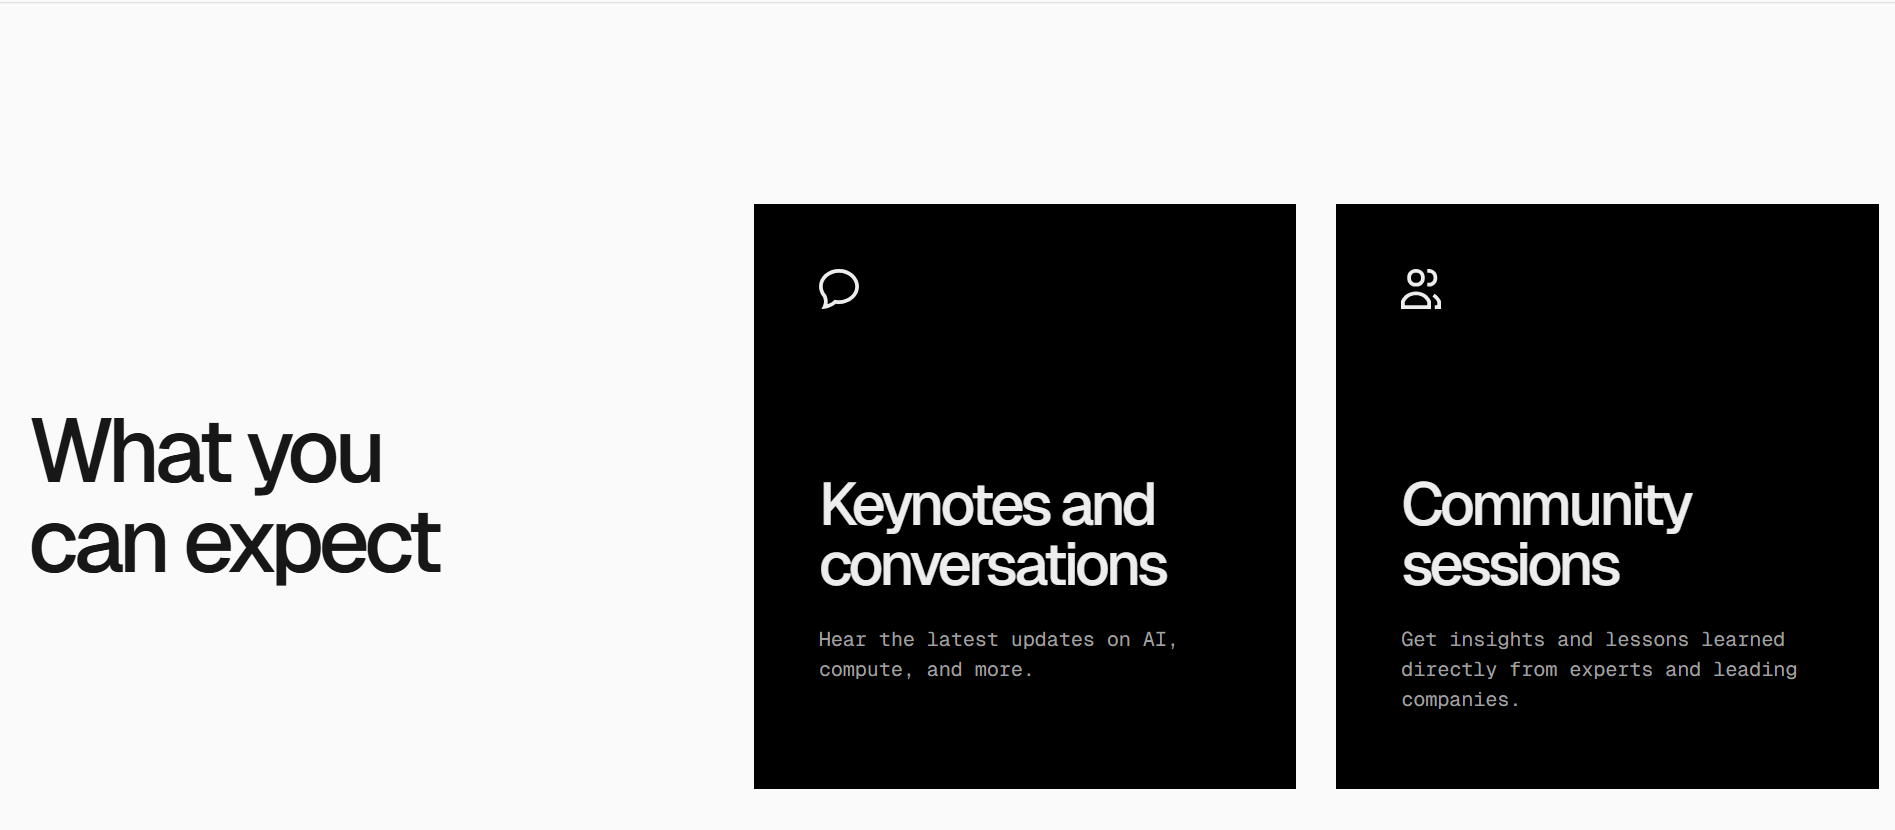 What you
can expect
Keynotes and
conversations
Hear the latest updates on AI,
compute, and more.
Community
sessions
Get insights and lessons learned
directly from experts and leading
companies.